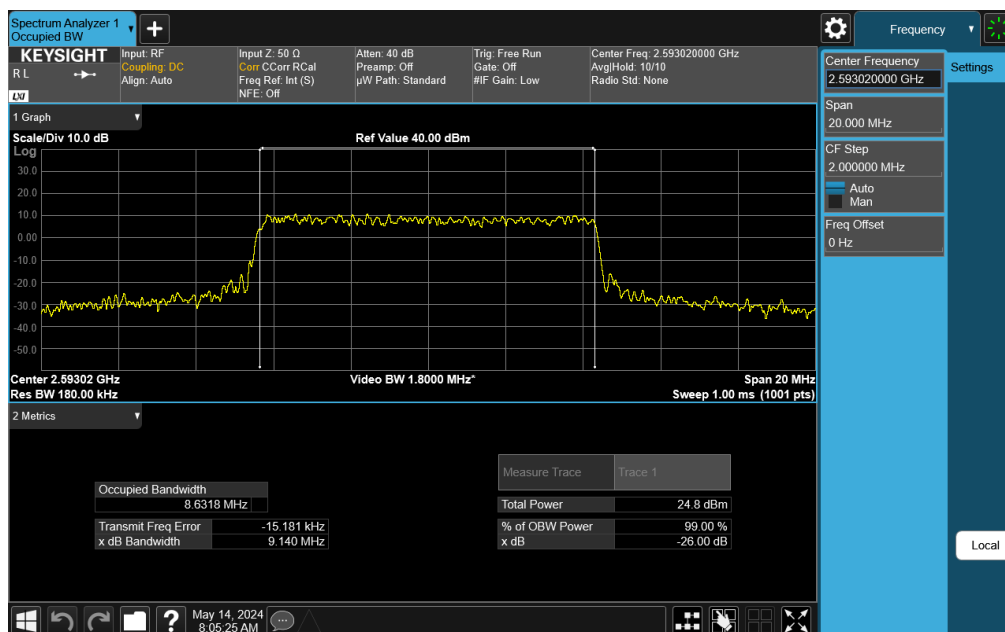 Spectrum Analyzer 1
Occupied BW
Frequency
KEYSIGHT
R L
LXI
Input: RF
Coupling: DC
Align: Auto
Input Z: 50 Ω
Corr CCorr RCal
Freq Ref: Int (S)
NFE: Off
Atten: 40 dB
Preamp: Off
µW Path: Standard
Trig: Free Run
Gate: Off
#IF Gain: Low
Center Freq: 2.593020000 GHz
Avg|Hold: 10/10
Radio Std: None
Center Frequency
2.593020000 GHz
Settings
Span
20.000 MHz
CF Step
2.000000 MHz
Auto
Man
Freq Offset
0 Hz
1 Graph
Scale/Div 10.0 dB
Ref Value 40.00 dBm
Log
30.0
20.0
10.0
0.00
-10.0
-20.0
-30.0
-40.0
-50.0
Center 2.59302 GHz
Video BW 1.8000 MHz*
Span 20 MHz
Res BW 180.00 kHz
Sweep 1.00 ms (1001 pts)
2 Metrics
Measure Trace Trace 1
Occupied Bandwidth
8.6318 MHz
Total Power 24.8 dBm
Transmit Freq Error -15.181 kHz
% of OBW Power 99.00 %
x dB Bandwidth 9.140 MHz
x dB -26.00 dB
Local
?
May 14, 2024
8:05:25 AM